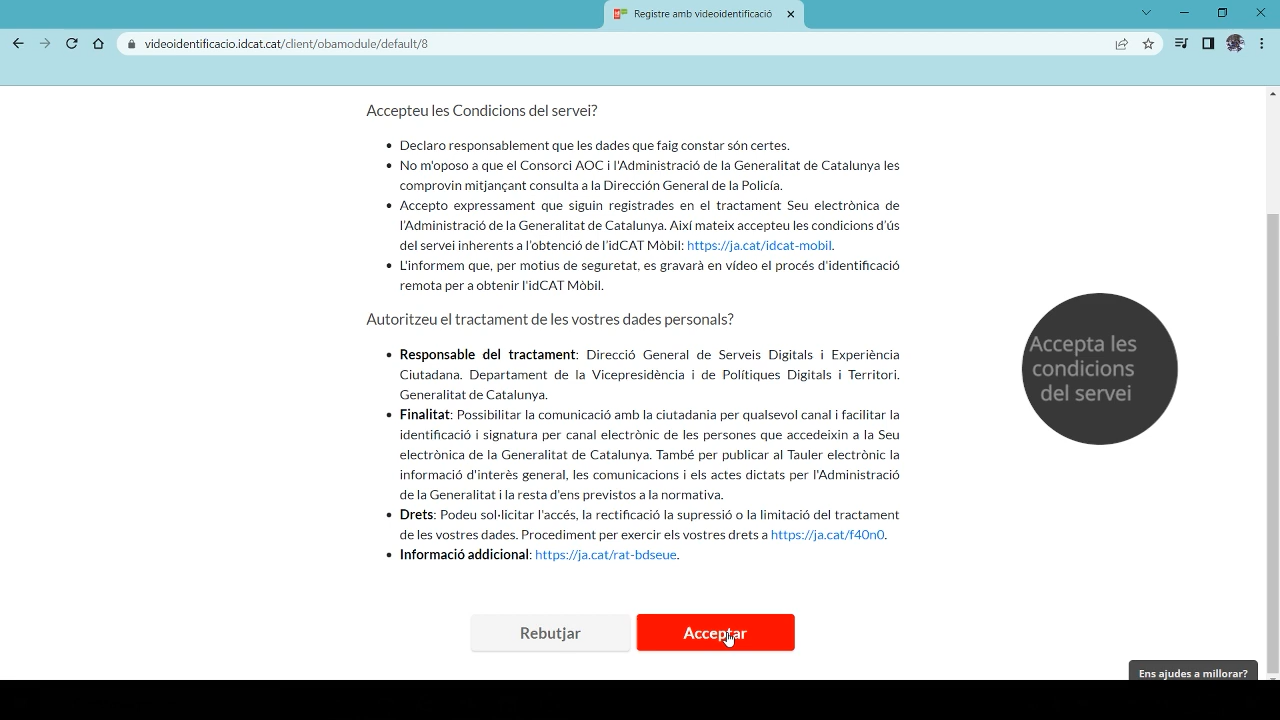 Registre amb videoidentificació
videoidentificacio.idcat.cat/client/obamodule/default/8
Accepteu les Condicions del servei?
Declaro responsablement que les dades que faig constar són certes.
No m'oposo a que el Consorci AOC i l'Administració de la Generalitat de Catalunya les
comprovin mitjançant consulta a la Dirección General de la Policía.
Accepto expressament que siguin registrades en el tractament Seu electrònica de
l'Administració de la Generalitat de Catalunya. Així mateix accepteu les condicions d'ús
del servei inherents a l'obtenció de l'idCAT Mòbil: https://ja.cat/idcat-mobil.
L'informem que, per motius de seguretat, es gravarà en vídeo el procés d'identificació
remota per a obtenir l'idCAT Mòbil.
Autoritzeu el tractament de les vostres dades personals?
Responsable del tractament: Direcció General de Serveis Digitals i Experiència
Ciutadana. Departament de la Vicepresidència i de Polítiques Digitals i Territori.
Generalitat de Catalunya.
Finalitat: Possibilitar la comunicació amb la ciutadania per qualsevol canal i facilitar la
identificació i signatura per canal electrònic de les persones que accedeixin a la Seu
electrònica de la Generalitat de Catalunya. També per publicar al Tauler electrònic la
informació d'interès general, les comunicacions i els actes dictats per l'Administració
de la Generalitat i la resta d'ens previstos a la normativa.
Drets: Podeu sol·licitar l'accés, la rectificació la supressió o la limitació del tractament
de les vostres dades. Procediment per exercir els vostres drets a https://ja.cat/f40n0.
Informació addicional: https://ja.cat/rat-bdseue.
Accepta les
condicions
del servei
Rebutjar
Acceptar
Ens ajudes a millorar?